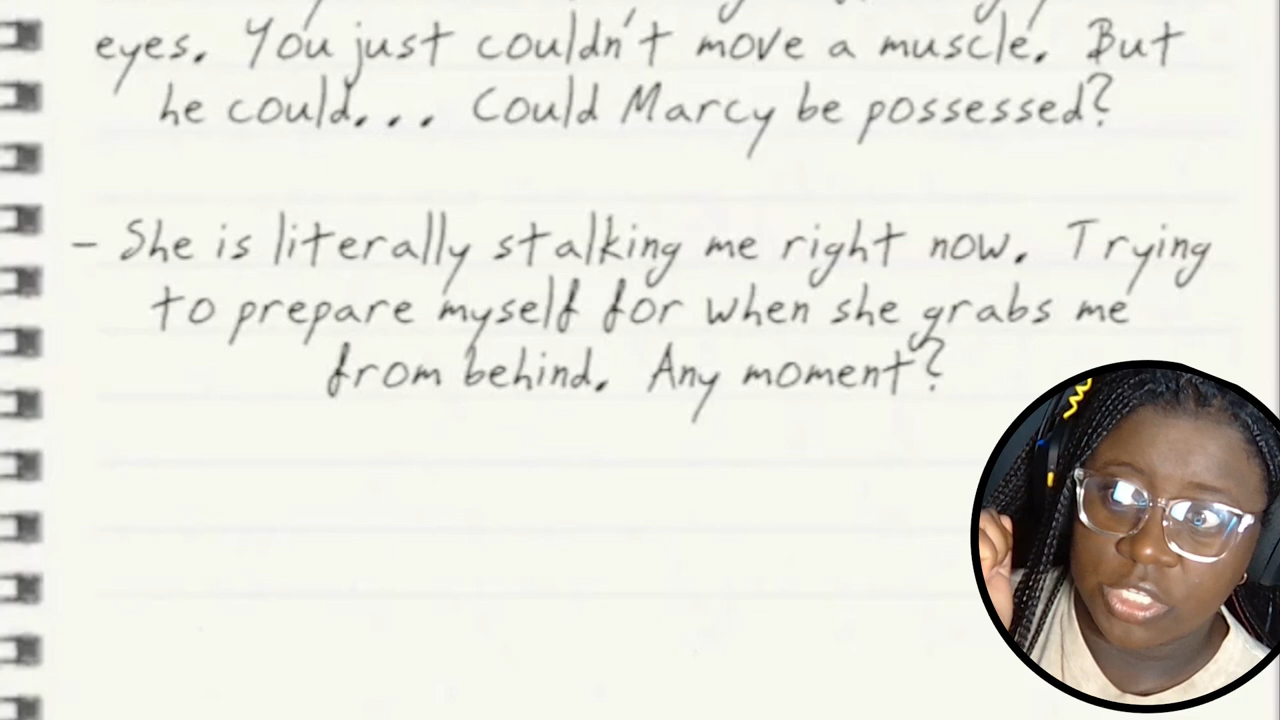 eyes. You just couldn't move a muscle. But
he could... Could Marcy be possessed?
- She is literally stalking me right now. Trying
to prepare myself for when she grabs me
from behind. Any moment?